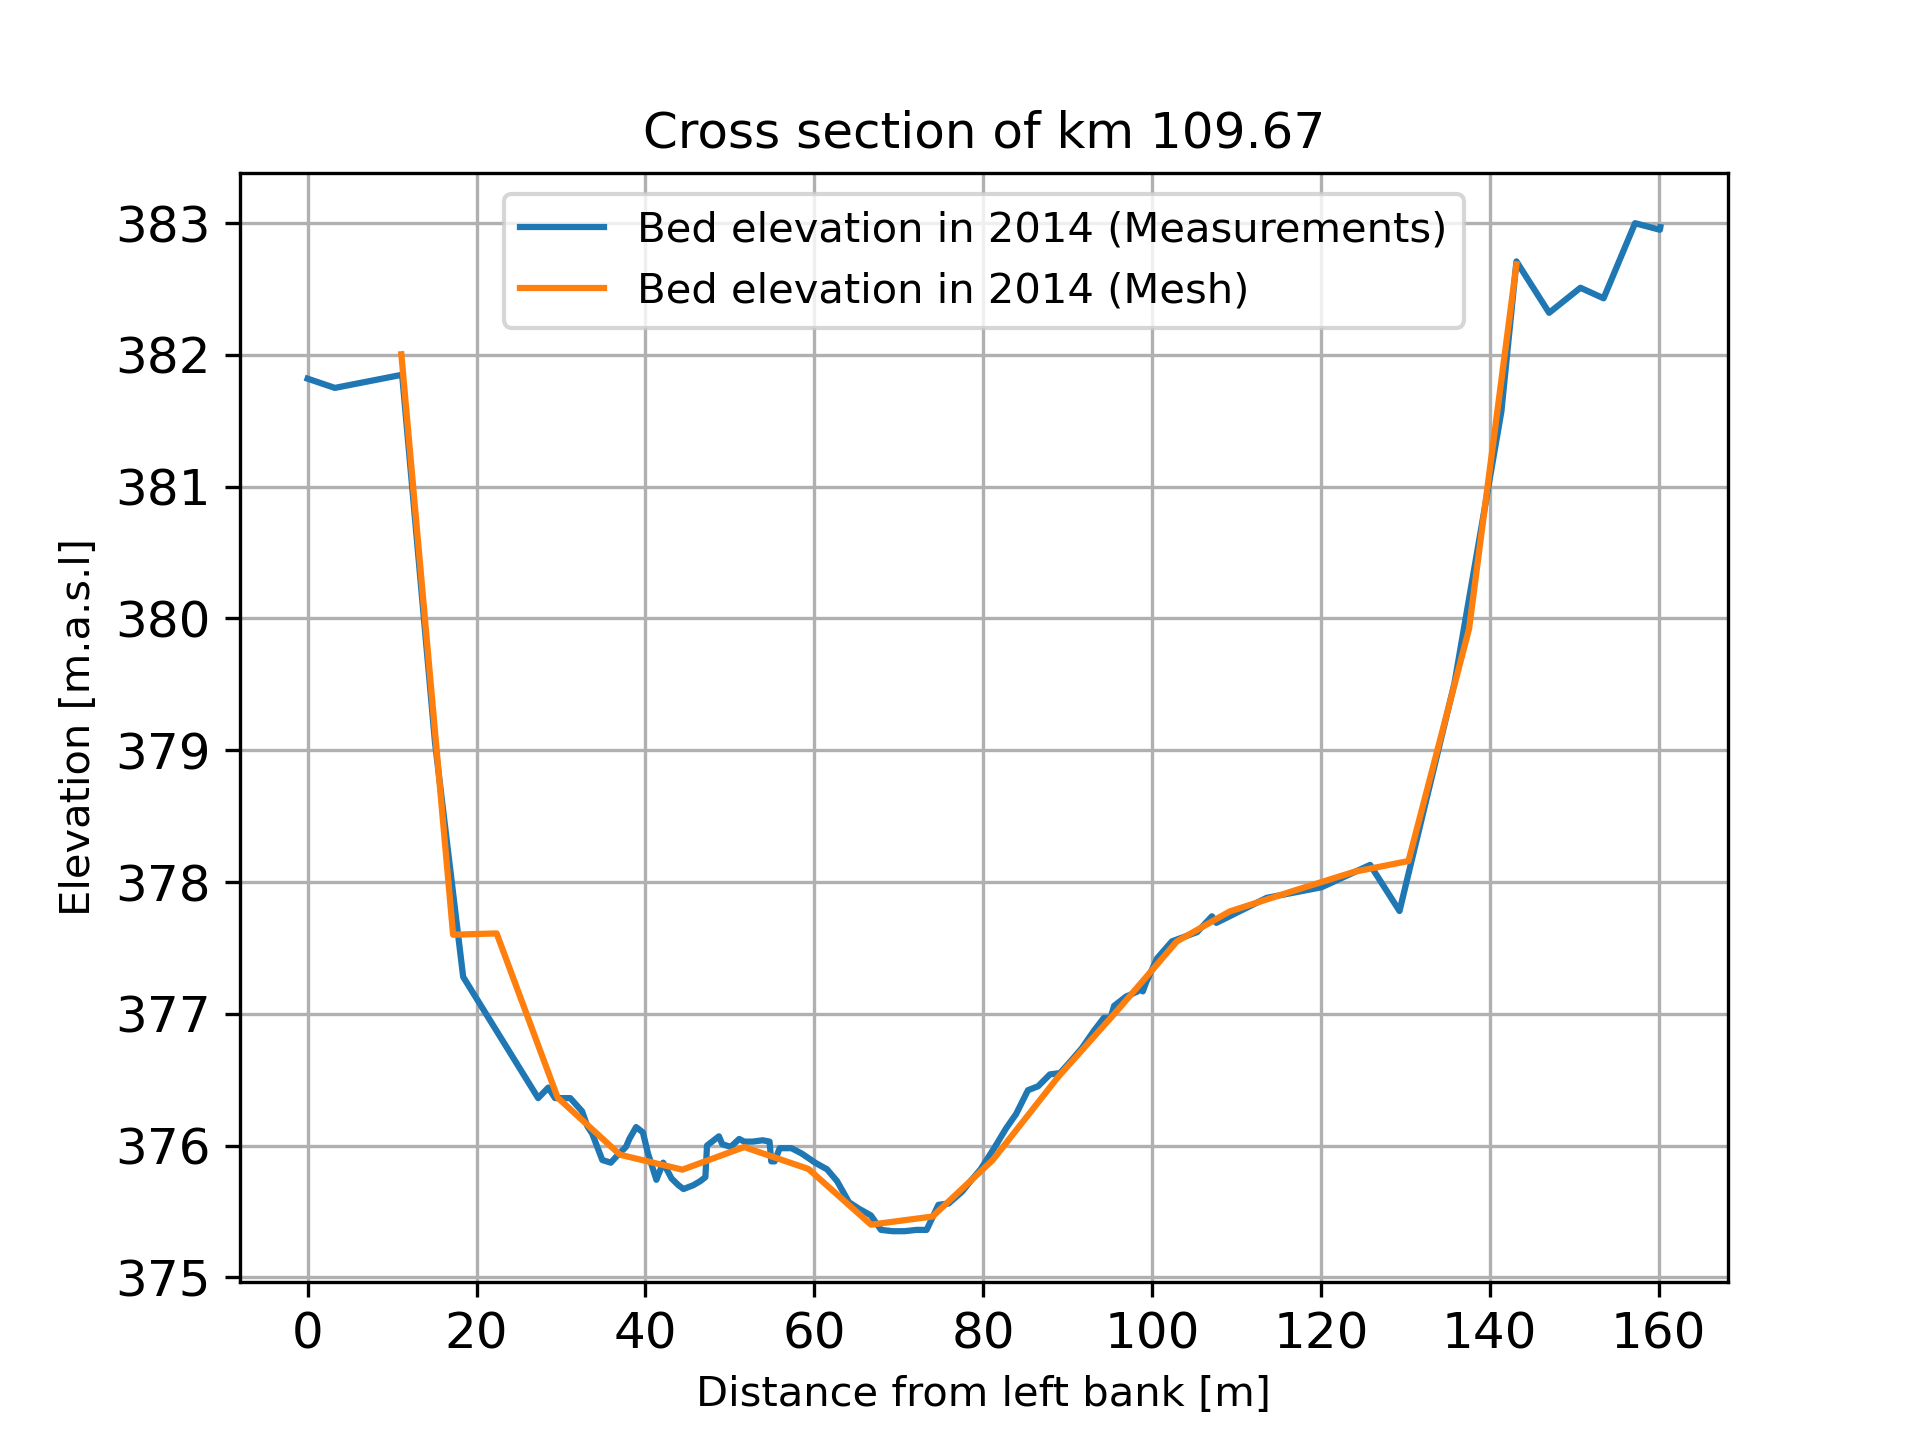 Cross section of km 109.67
Bed elevation in 2014 (Measurements)
Bed elevation in 2014 (Mesh)
Elevation [m.a.s.l]
383
382
381
380
379
378
377
376
375
0 20 40 60 80 100 120 140 160
Distance from left bank [m]